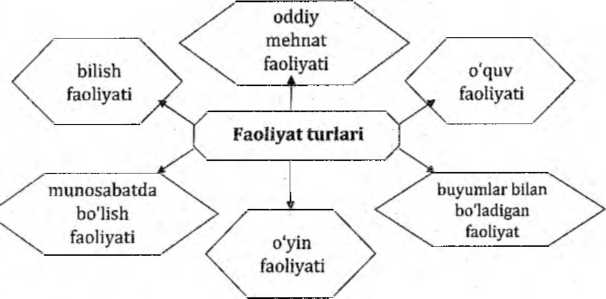 oddiy
mehnat
faoliyati
bilish
faoliyati
o‘quv
faoliyati
Faoliyat turlari
munosabatda
bo‘lish
faoliyati
buyumlar bilan
bo‘ladigan
faoliyat
o‘yin
faoliyati